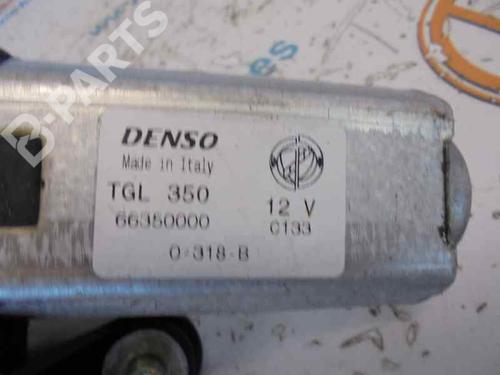 B-PARTS
DENSO
Made in Italy
TGL 350
66350000
12 V
C133
0-318-B